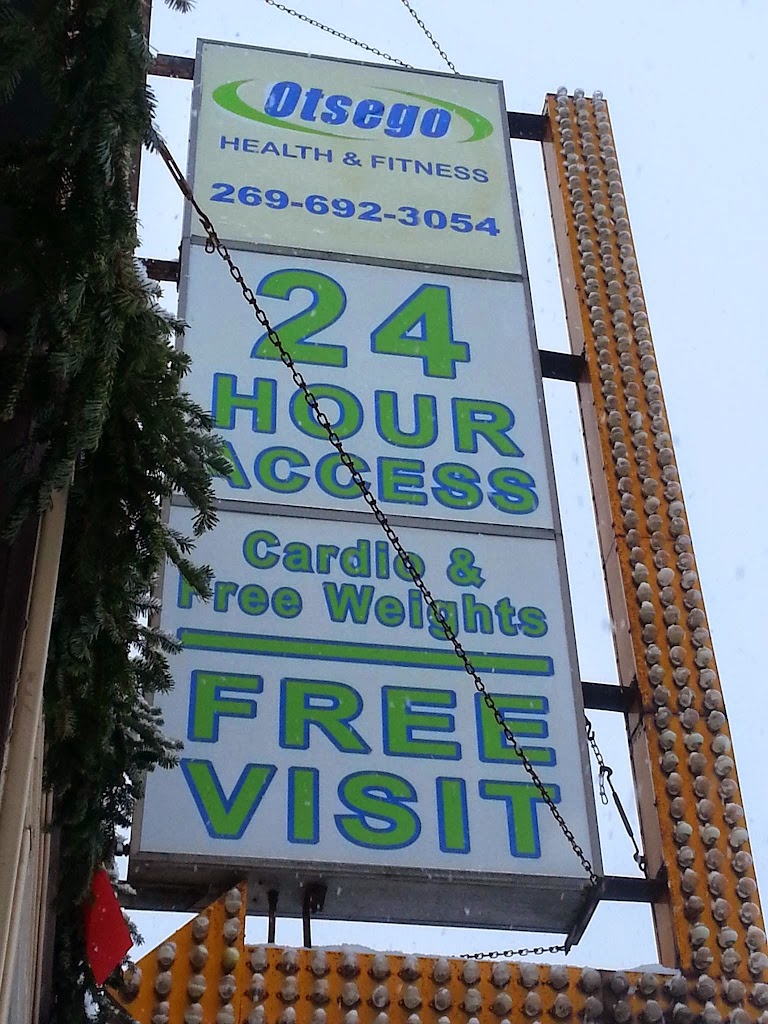 Otsego
HEALTH & FITNESS
269-692-3054
24
HOUR
ACCESS
Cardio &
Free Weights
FREE
VISIT